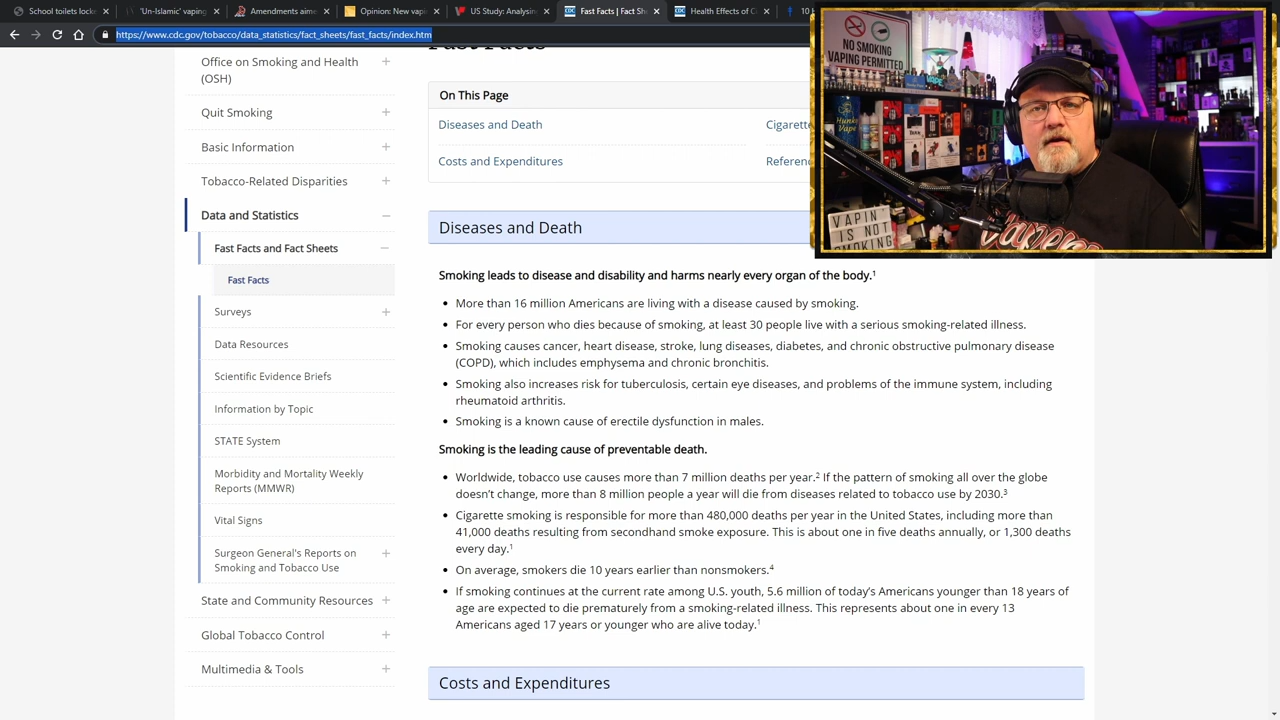 School toilets locke
'Un-Islamic' vaping
Amendments aime
Opinion: New vape
US Study Analysis
Fast Facts | Fact Sh
Health Effects of C
10 l
https://www.cdc.gov/tobacco/data_statistics/fact_sheets/fast_facts/index.htm
Office on Smoking and Health
(OSH)
Quit Smoking
Basic Information
Tobacco-Related Disparities
Data and Statistics
Fast Facts and Fact Sheets
Fast Facts
Surveys
Data Resources
Scientific Evidence Briefs
Information by Topic
STATE System
Morbidity and Mortality Weekly
Reports (MMWR)
Vital Signs
Surgeon General's Reports on
Smoking and Tobacco Use
State and Community Resources
Global Tobacco Control
Multimedia & Tools
On This Page
Diseases and Death
Cigarette
Costs and Expenditures
Referenc
Diseases and Death
Smoking leads to disease and disability and harms nearly every organ of the body.¹
More than 16 million Americans are living with a disease caused by smoking.
For every person who dies because of smoking, at least 30 people live with a serious smoking-related illness.
Smoking causes cancer, heart disease, stroke, lung diseases, diabetes, and chronic obstructive pulmonary disease
(COPD), which includes emphysema and chronic bronchitis.
Smoking also increases risk for tuberculosis, certain eye diseases, and problems of the immune system, including
rheumatoid arthritis.
Smoking is a known cause of erectile dysfunction in males.
Smoking is the leading cause of preventable death.
Worldwide, tobacco use causes more than 7 million deaths per year.² If the pattern of smoking all over the globe
doesn't change, more than 8 million people a year will die from diseases related to tobacco use by 2030.³
Cigarette smoking is responsible for more than 480,000 deaths per year in the United States, including more than
41,000 deaths resulting from secondhand smoke exposure. This is about one in five deaths annually, or 1,300 deaths
every day.¹
On average, smokers die 10 years earlier than nonsmokers.⁴
If smoking continues at the current rate among U.S. youth, 5.6 million of today's Americans younger than 18 years of
age are expected to die prematurely from a smoking-related illness. This represents about one in every 13
Americans aged 17 years or younger who are alive today.¹
Costs and Expenditures
NO SMOKING
VAPING PERMITTED
VAPE
Hunky
Vape
VAPIN'
IS NOT
SMOKING
Vapers